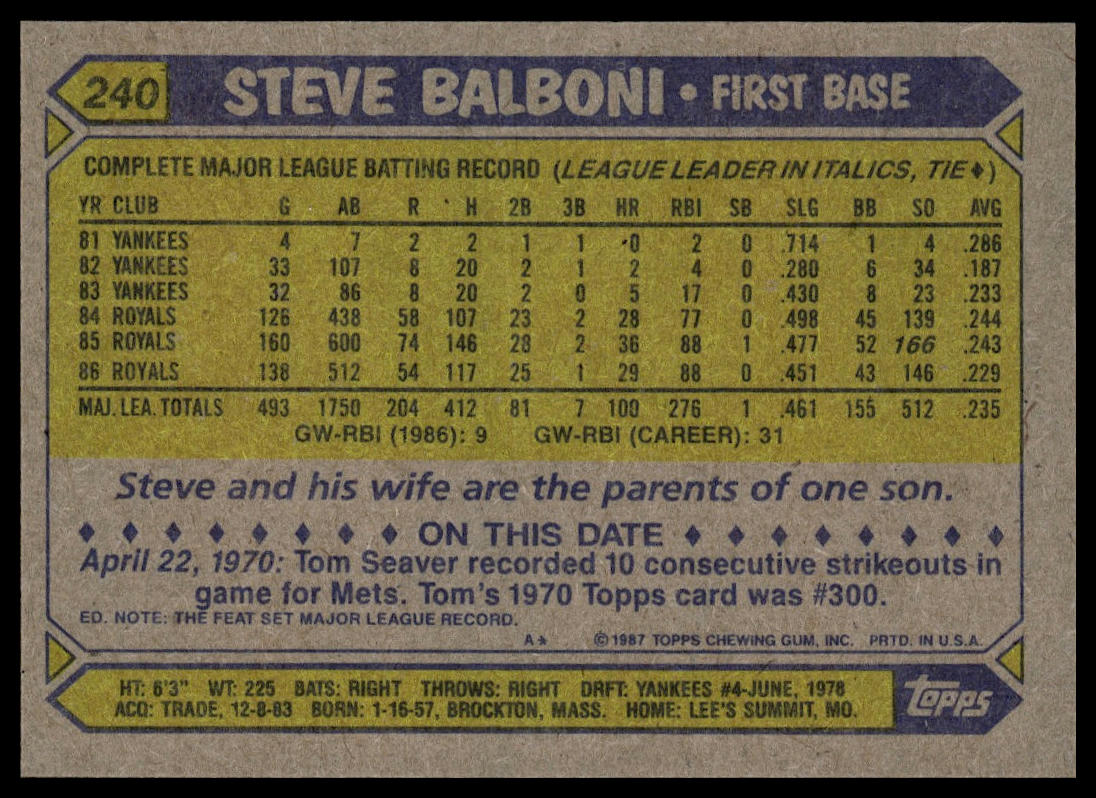 240 STEVE BALBONI • FIRST BASE
COMPLETE MAJOR LEAGUE BATTING RECORD (LEAGUE LEADER IN ITALICS, TIE ♦)
YR CLUB G AB R H 2B 3B HR RBI SB SLG BB SO AVG
81 YANKEES 4 7 2 2 1 1 0 2 0 .714 1 4 .286
82 YANKEES 33 107 8 20 2 1 2 4 0 .280 6 34 .187
83 YANKEES 32 86 8 20 2 0 5 17 0 .430 8 23 .233
84 ROYALS 126 438 58 107 23 2 28 77 0 .498 45 139 .244
85 ROYALS 160 600 74 146 28 2 36 88 1 .477 52 166 .243
86 ROYALS 138 512 54 117 25 1 29 88 0 .451 43 146 .229
MAJ. LEA. TOTALS 493 1750 204 412 81 7 100 276 1 .461 155 512 .235
GW-RBI (1986): 9 GW-RBI (CAREER): 31
Steve and his wife are the parents of one son.
♦ ♦ ♦ ♦ ♦ ♦ ♦ ♦ ON THIS DATE ♦ ♦ ♦ ♦ ♦ ♦ ♦ ♦
April 22, 1970: Tom Seaver recorded 10 consecutive strikeouts in
game for Mets. Tom's 1970 Topps card was #300.
ED. NOTE: THE FEAT SET MAJOR LEAGUE RECORD.
A* © 1987 TOPPS CHEWING GUM, INC. PRTD. IN U.S.A.
HT: 6'3" WT: 225 BATS: RIGHT THROWS: RIGHT DRFT: YANKEES #4-JUNE, 1978
ACQ: TRADE, 12-8-83 BORN: 1-16-57, BROCKTON, MASS. HOME: LEE'S SUMMIT, MO.
topps